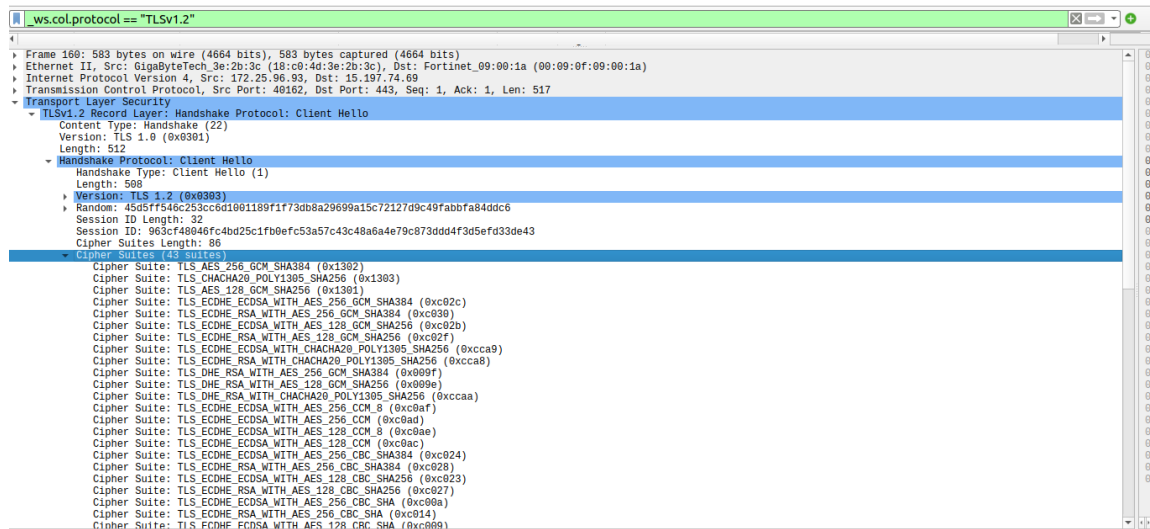 _ws.col.protocol == "TLSv1.2"
Frame 160: 583 bytes on wire (4664 bits), 583 bytes captured (4664 bits)
Ethernet II, Src: GigaByteTech_3e:2b:3c (18:c0:4d:3e:2b:3c), Dst: Fortinet_09:00:1a (00:09:0f:09:00:1a)
Internet Protocol Version 4, Src: 172.25.96.93, Dst: 15.197.74.69
Transmission Control Protocol, Src Port: 40162, Dst Port: 443, Seq: 1, Ack: 1, Len: 517
Transport Layer Security
TLSv1.2 Record Layer: Handshake Protocol: Client Hello
Content Type: Handshake (22)
Version: TLS 1.0 (0x0301)
Length: 512
Handshake Protocol: Client Hello
Handshake Type: Client Hello (1)
Length: 508
Version: TLS 1.2 (0x0303)
Random: 45d5ff546c253cc6d1001189f1f73db8a29699a15c72127d9c49fabbfa84ddc6
Session ID Length: 32
Session ID: 963cf48046fc4bd25c1fb0efc53a57c43c48a6a4e79c873ddd4f3d5efd33de43
Cipher Suites Length: 86
Cipher Suites (43 suites)
Cipher Suite: TLS_AES_256_GCM_SHA384 (0x1302)
Cipher Suite: TLS_CHACHA20_POLY1305_SHA256 (0x1303)
Cipher Suite: TLS_AES_128_GCM_SHA256 (0x1301)
Cipher Suite: TLS_ECDHE_ECDSA_WITH_AES_256_GCM_SHA384 (0xc02c)
Cipher Suite: TLS_ECDHE_RSA_WITH_AES_256_GCM_SHA384 (0xc030)
Cipher Suite: TLS_ECDHE_ECDSA_WITH_AES_128_GCM_SHA256 (0xc02b)
Cipher Suite: TLS_ECDHE_RSA_WITH_AES_128_GCM_SHA256 (0xc02f)
Cipher Suite: TLS_ECDHE_ECDSA_WITH_CHACHA20_POLY1305_SHA256 (0xcca9)
Cipher Suite: TLS_ECDHE_RSA_WITH_CHACHA20_POLY1305_SHA256 (0xcca8)
Cipher Suite: TLS_DHE_RSA_WITH_AES_256_GCM_SHA384 (0x009f)
Cipher Suite: TLS_DHE_RSA_WITH_AES_128_GCM_SHA256 (0x009e)
Cipher Suite: TLS_DHE_RSA_WITH_CHACHA20_POLY1305_SHA256 (0xccaa)
Cipher Suite: TLS_ECDHE_ECDSA_WITH_AES_256_CCM_8 (0xc0af)
Cipher Suite: TLS_ECDHE_ECDSA_WITH_AES_256_CCM (0xc0ad)
Cipher Suite: TLS_ECDHE_ECDSA_WITH_AES_128_CCM_8 (0xc0ae)
Cipher Suite: TLS_ECDHE_ECDSA_WITH_AES_128_CCM (0xc0ac)
Cipher Suite: TLS_ECDHE_ECDSA_WITH_AES_256_CBC_SHA384 (0xc024)
Cipher Suite: TLS_ECDHE_RSA_WITH_AES_256_CBC_SHA384 (0xc028)
Cipher Suite: TLS_ECDHE_ECDSA_WITH_AES_128_CBC_SHA256 (0xc023)
Cipher Suite: TLS_ECDHE_RSA_WITH_AES_128_CBC_SHA256 (0xc027)
Cipher Suite: TLS_ECDHE_ECDSA_WITH_AES_256_CBC_SHA (0xc00a)
Cipher Suite: TLS_ECDHE_RSA_WITH_AES_256_CBC_SHA (0xc014)
Cipher Suite: TLS_ECDHE_ECDSA_WITH_AES_128_CBC_SHA (0xc009)